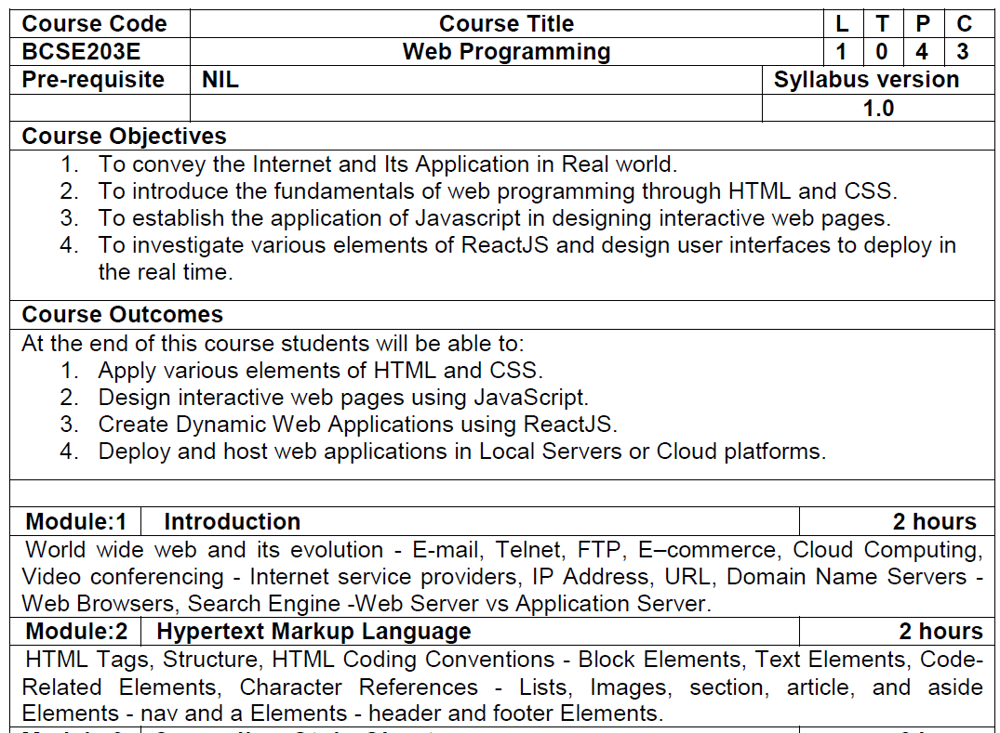 Course Code Course Title L T P C
BCSE203E Web Programming 1 0 4 3
Pre-requisite NIL Syllabus version
1.0
Course Objectives
1. To convey the Internet and Its Application in Real world.
2. To introduce the fundamentals of web programming through HTML and CSS.
3. To establish the application of Javascript in designing interactive web pages.
4. To investigate various elements of ReactJS and design user interfaces to deploy in
the real time.
Course Outcomes
At the end of this course students will be able to:
1. Apply various elements of HTML and CSS.
2. Design interactive web pages using JavaScript.
3. Create Dynamic Web Applications using ReactJS.
4. Deploy and host web applications in Local Servers or Cloud platforms.
Module:1 Introduction 2 hours
World wide web and its evolution - E-mail, Telnet, FTP, E–commerce, Cloud Computing,
Video conferencing - Internet service providers, IP Address, URL, Domain Name Servers -
Web Browsers, Search Engine -Web Server vs Application Server.
Module:2 Hypertext Markup Language 2 hours
HTML Tags, Structure, HTML Coding Conventions - Block Elements, Text Elements, Code-
Related Elements, Character References - Lists, Images, section, article, and aside
Elements - nav and a Elements - header and footer Elements.